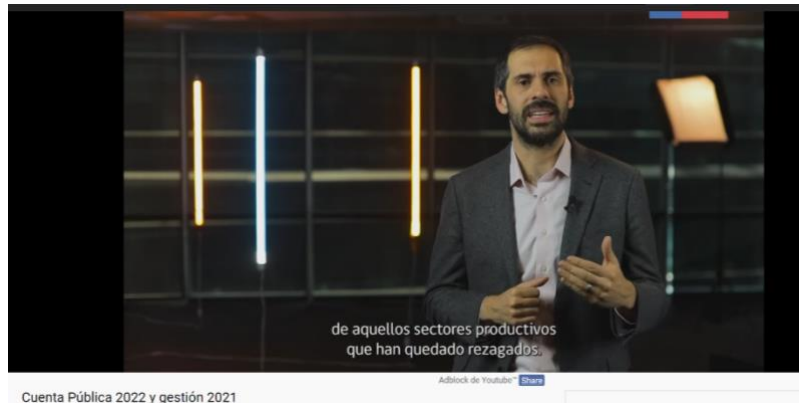 de aquellos sectores productivos
que han quedado rezagados.
Adblock de Youtube™ Share
Cuenta Pública 2022 y gestión 2021